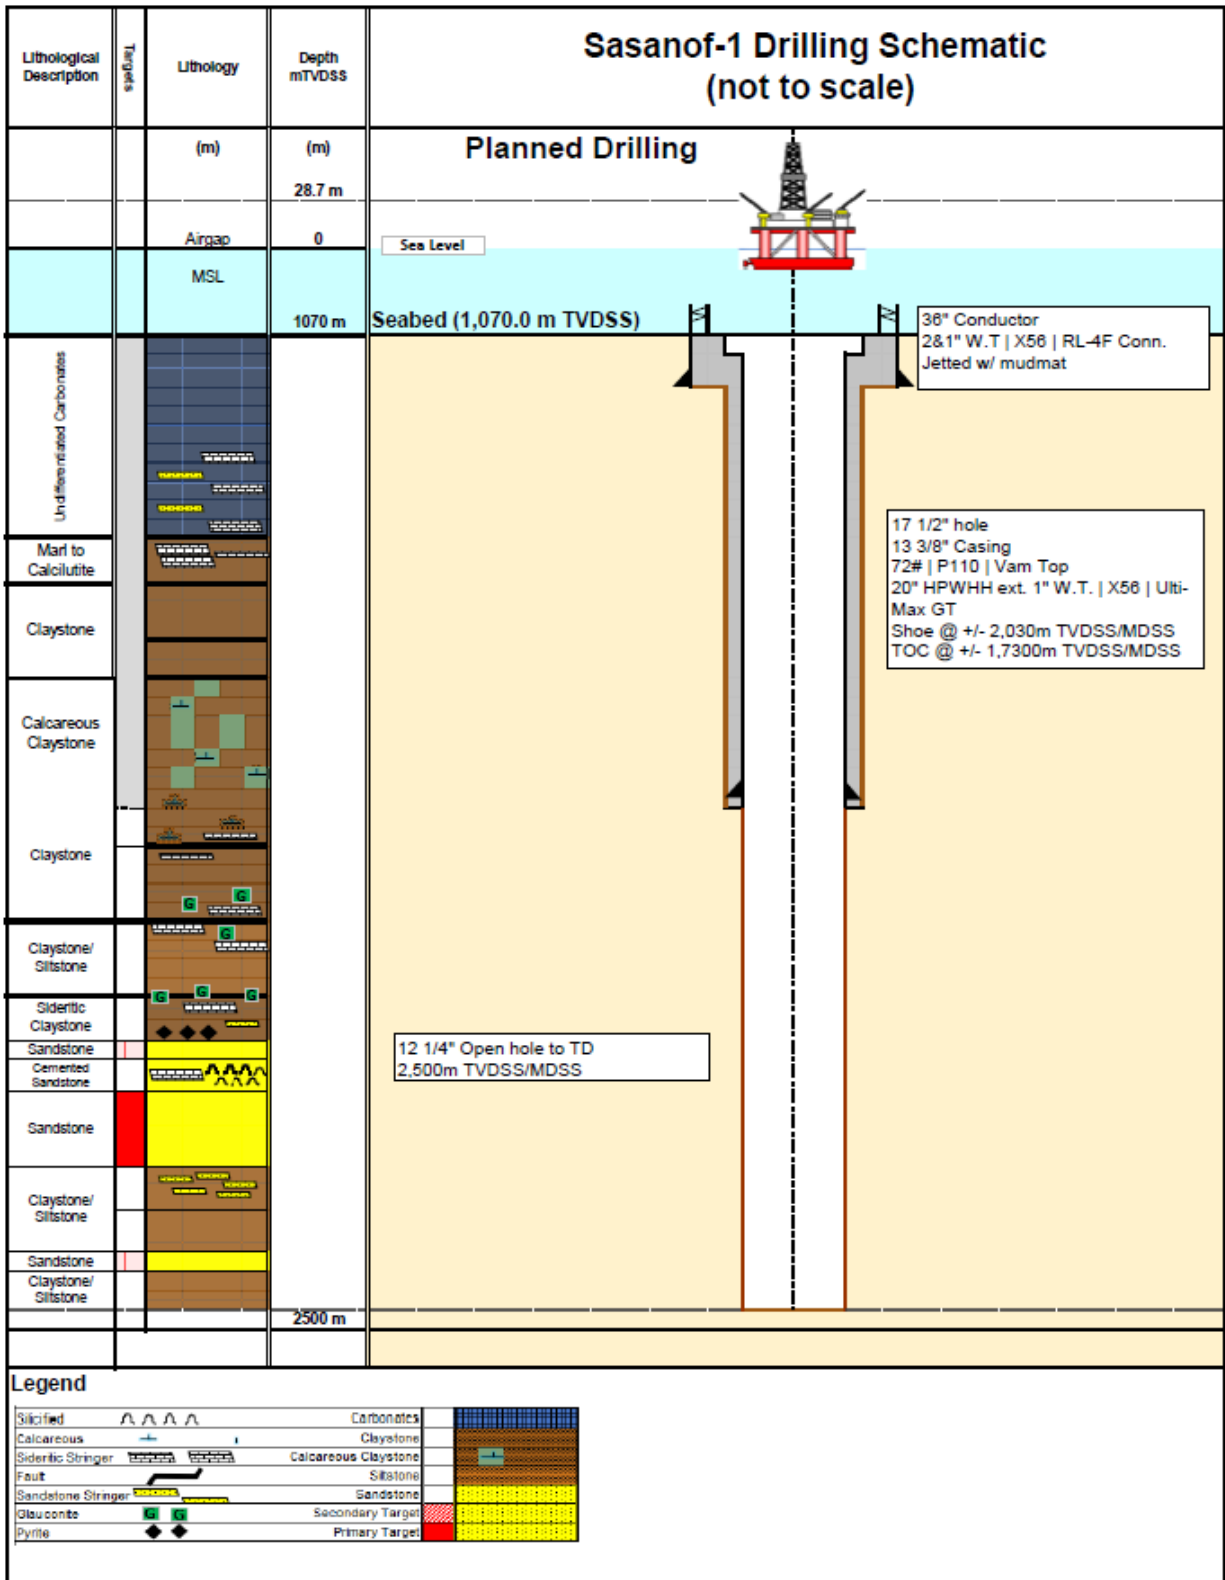 Lithological
Description
Targets
Lithology
Depth
mTVDSS
Sasanof-1 Drilling Schematic
(not to scale)
(m)
(m)
Planned Drilling
28.7 m
Airgap
0
Sea Level
MSL
1070 m
Seabed (1,070.0 m TVDSS)
36" Conductor
2&1" W.T | X56 | RL-4F Conn.
Jetted w/ mudmat
Undifferentiated Carbonates
17 1/2" hole
13 3/8" Casing
72# | P110 | Vam Top
20" HPWHH ext. 1" W.T. | X56 | Ulti-
Max GT
Shoe @ +/- 2,030m TVDSS/MDSS
TOC @ +/- 1,7300m TVDSS/MDSS
Marl to
Calcilutite
Claystone
Calcareous
Claystone
Claystone
G
G
G
Claystone/
Siltstone
G
G
G
Sideritic
Claystone
Sandstone
Cemented
Sandstone
12 1/4" Open hole to TD
2,500m TVDSS/MDSS
Sandstone
Claystone/
Siltstone
Sandstone
Claystone/
Siltstone
2500 m
Legend
Silicified
Carbonates
Calcareous
Claystone
Sideritic Stringer
Calcareous Claystone
Fault
Siltstone
Sandstone Stringer
Sandstone
Glauconite
G G
Secondary Target
Pyrite
Primary Target